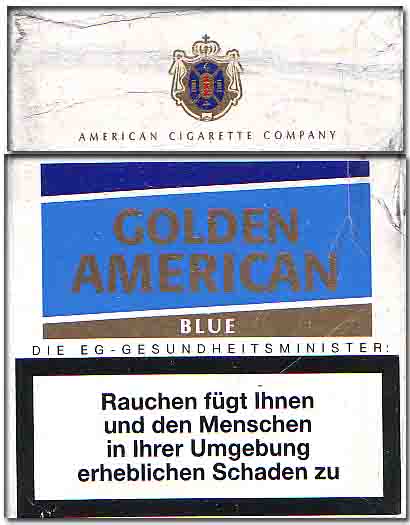 AMERICAN CIGARETTE COMPANY
GOLDEN
AMERICAN
BLUE
DIE EG-GESUNDHEITSMINISTER:
Rauchen fügt Ihnen
und den Menschen
in Ihrer Umgebung
erheblichen Schaden zu